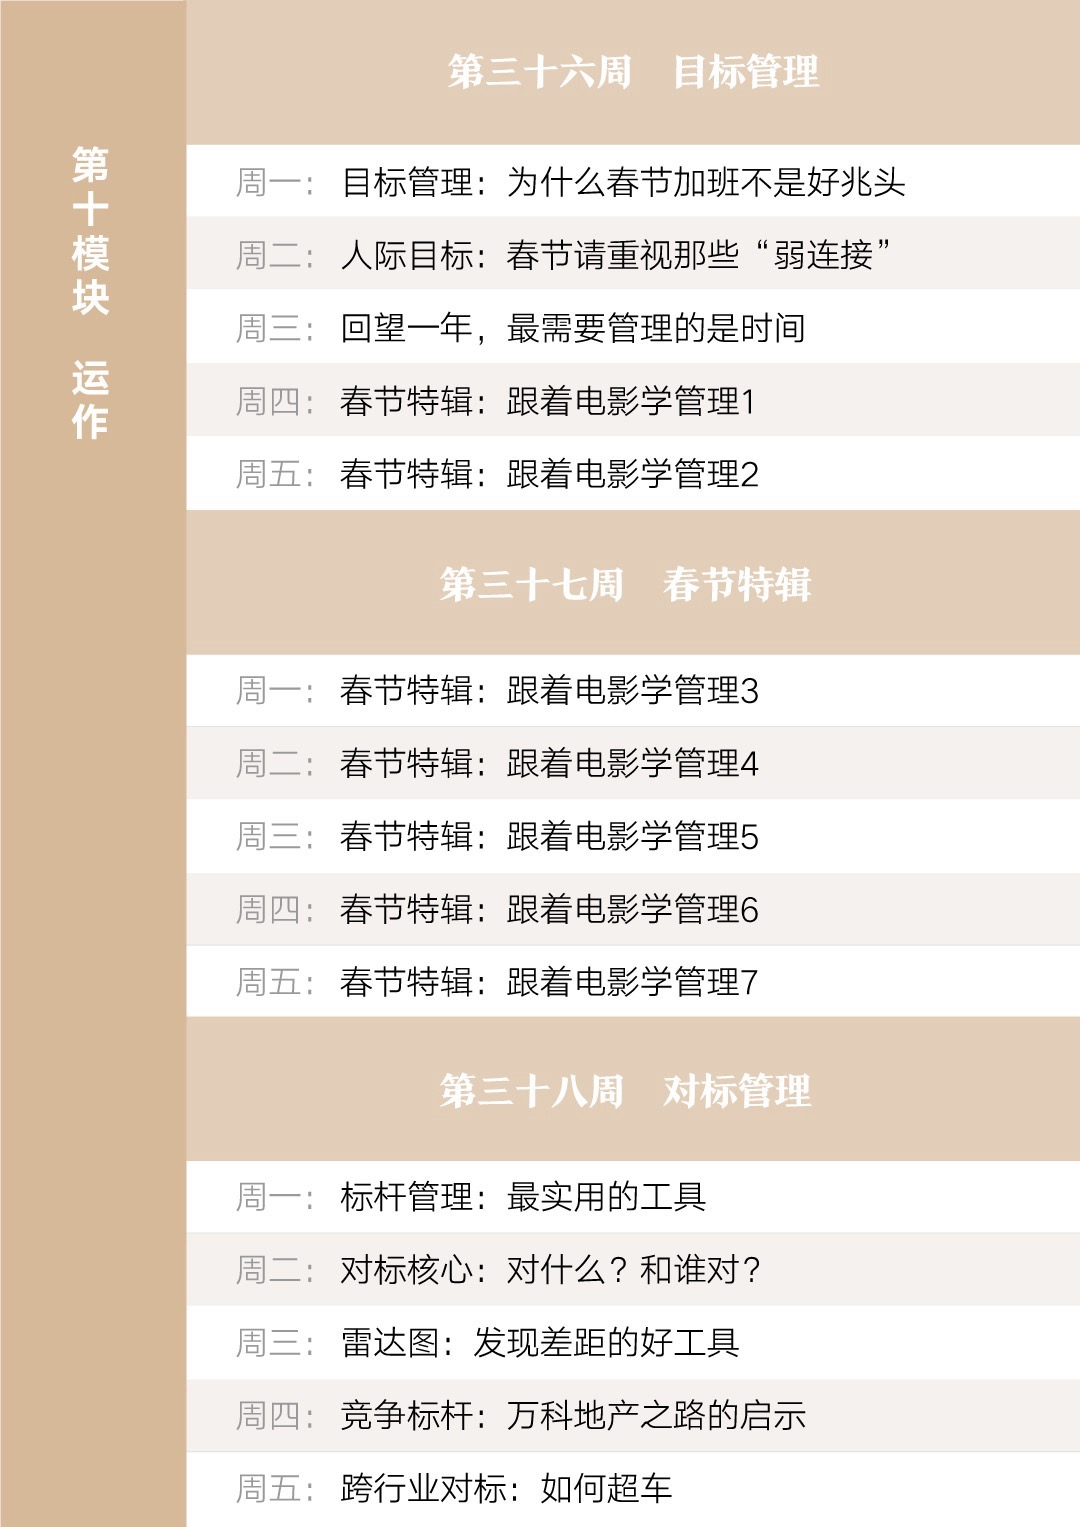 第十模块 运作
第三十六周 目标管理
周一：目标管理：为什么春节加班不是好兆头
周二：人际目标：春节请重视那些“弱连接”
周三：回望一年，最需要管理的是时间
周四：春节特辑：跟着电影学管理1
周五：春节特辑：跟着电影学管理2
第三十七周 春节特辑
周一：春节特辑：跟着电影学管理3
周二：春节特辑：跟着电影学管理4
周三：春节特辑：跟着电影学管理5
周四：春节特辑：跟着电影学管理6
周五：春节特辑：跟着电影学管理7
第三十八周 对标管理
周一：标杆管理：最实用的工具
周二：对标核心：对什么？和谁对？
周三：雷达图：发现差距的好工具
周四：竞争标杆：万科地产之路的启示
周五：跨行业对标：如何超车